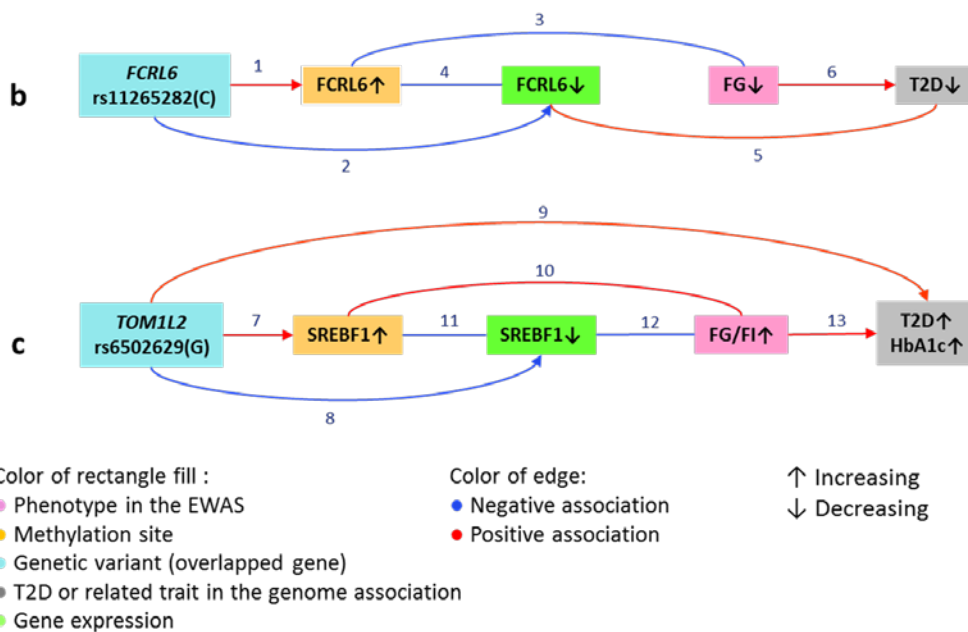 3
b
FCRL6
rs11265282(C)
1
FCRL6↑
4
FCRL6↓
FG↓
6
T2D↓
2
5
9
c
TOM1L2
rs6502629(G)
7
10
SREBF1↑
11
SREBF1↓
12
FG/FI↑
13
T2D↑
HbA1c↑
8
Color of rectangle fill :
Phenotype in the EWAS
Methylation site
Genetic variant (overlapped gene)
T2D or related trait in the genome association
Gene expression
Color of edge:
Negative association
Positive association
↑ Increasing
↓ Decreasing